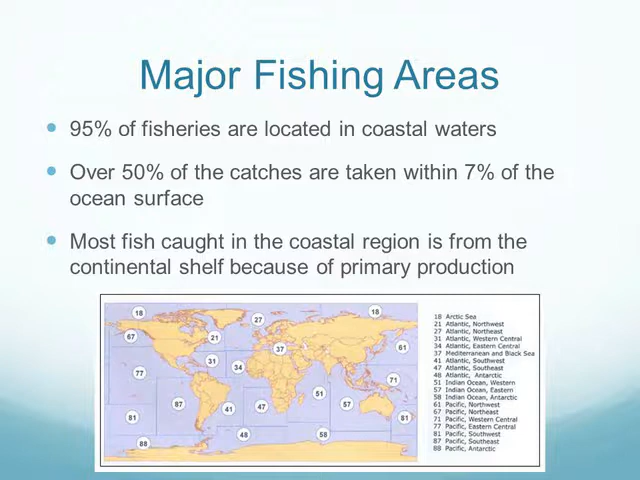 Major Fishing Areas
95% of fisheries are located in coastal waters
Over 50% of the catches are taken within 7% of the
ocean surface
Most fish caught in the coastal region is from the
continental shelf because of primary production
18 27 18
67 21 37 61
31 34
77 51 71
87 41 47 57
81 81
48 58
88
18 Arctic Sea
21 Atlantic, Northwest
27 Atlantic, Northeast
31 Atlantic, Western Central
34 Atlantic, Eastern Central
37 Mediterranean and Black Sea
41 Atlantic, Southwest
47 Atlantic, Southeast
48 Atlantic, Antarctic
51 Indian Ocean, Western
57 Indian Ocean, Eastern
58 Indian Ocean, Antarctic
61 Pacific, Northwest
67 Pacific, Northeast
71 Pacific, Western Central
77 Pacific, Eastern Central
81 Pacific, Southwest
87 Pacific, Southeast
88 Pacific, Antarctic